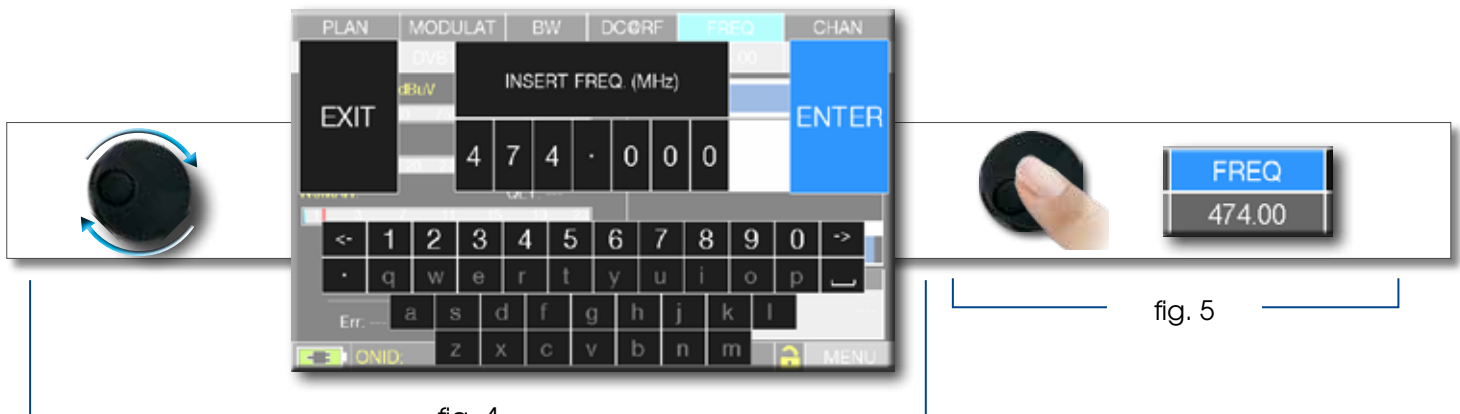 PLAN MODULAT BW DC@RF FREQ CHAN
DVB .00
dBuV
INSERT FREQ. (MHz)
EXIT
ENTER
4 7 4 . 0 0 0
<- 1 2 3 4 5 6 7 8 9 0 ->
. q w e r t y u i o p
a s d f g h j k l
Err: ---
z x c v b n m
ONID:
MENU
fig. 4
FREQ
474.00
fig. 5